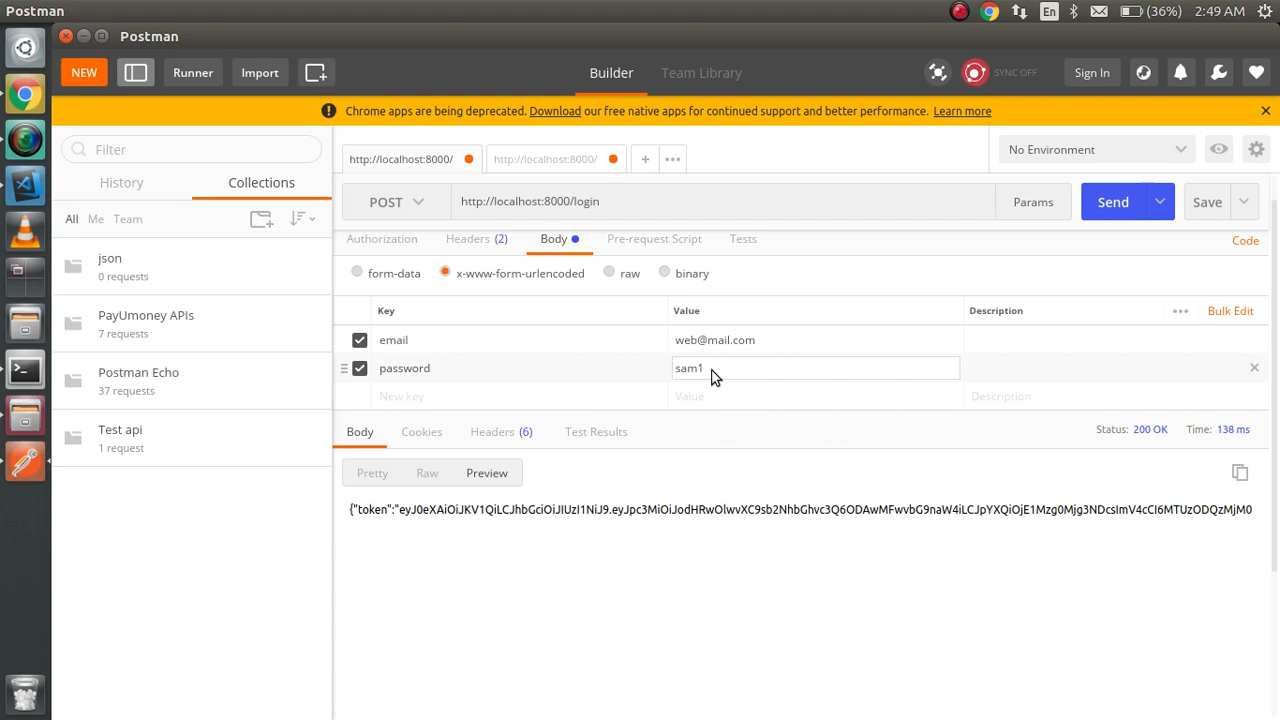 Postman
En
(36%)
2:49 AM
Postman
NEW
Runner
Import
Builder
Team Library
SYNC OFF
Sign In
Chrome apps are being deprecated. Download our free native apps for continued support and better performance. Learn more
Filter
History
Collections
All Me Team
json
0 requests
PayUmoney APIs
7 requests
Postman Echo
37 requests
Test api
1 request
http://localhost:8000/
http://localhost:8000/
No Environment
POST
http://localhost:8000/login
Params
Send
Save
Authorization
Headers (2)
Body
Pre-request Script
Tests
Code
form-data
x-www-form-urlencoded
raw
binary
Key
Value
Description
Bulk Edit
email
web@mail.com
password
sam1
New key
Value
Description
Body
Cookies
Headers (6)
Test Results
Status: 200 OK
Time: 138 ms
Pretty
Raw
Preview
{"token":"eyJ0eXAiOiJKV1QiLCJhbGciOiJIUzI1NiJ9.eyJpc3MiOiJodHRwOlwvXC9sb2NhbGhvc3Q6ODAwMFwvbG9naW4iLCJpYXQiOjE1Mzg0Mjg3NDcsImV4cCI6MTUzODQzMjM0